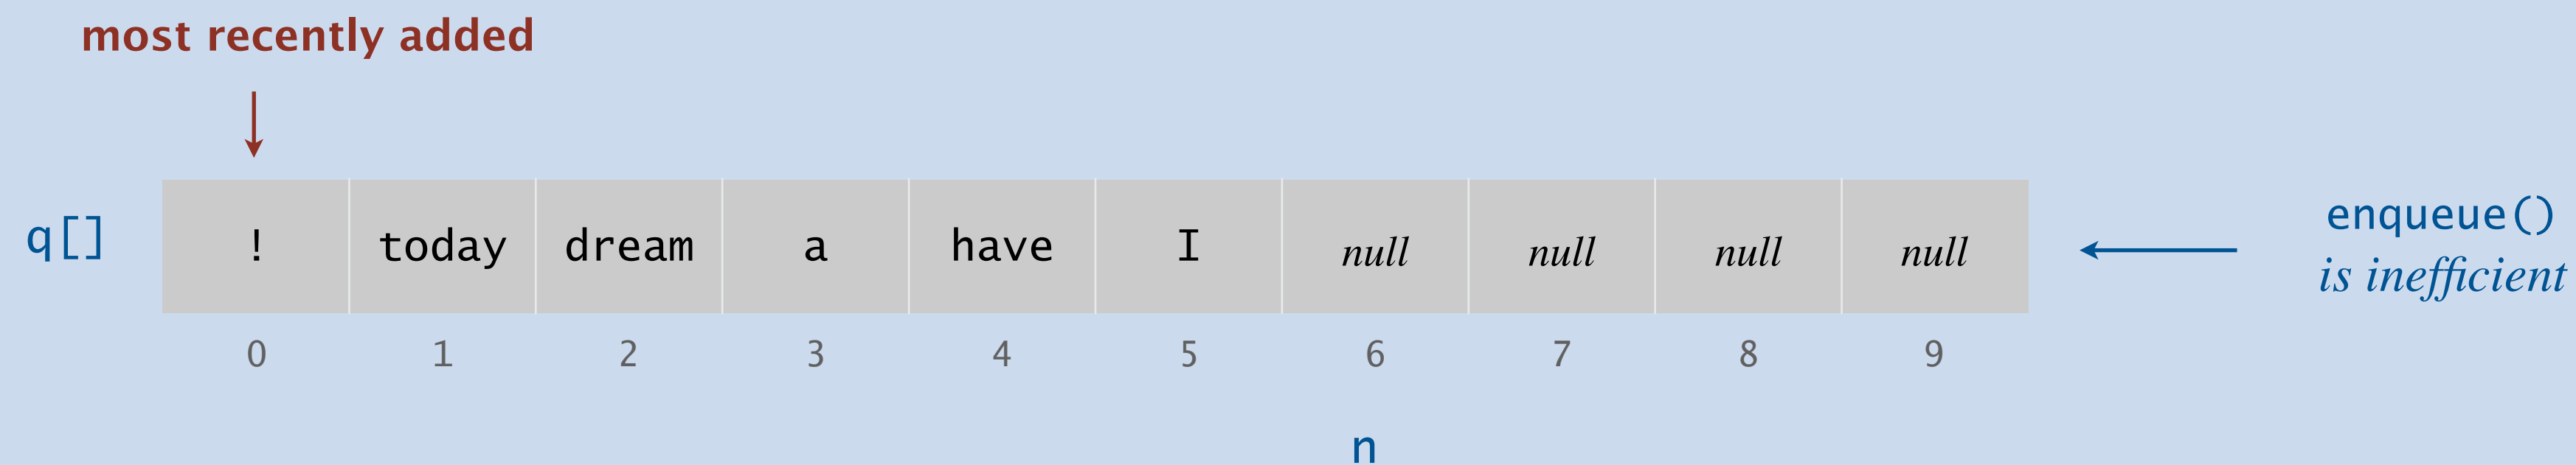 most recently added
q[] ! today dream a have I null null null null
enqueue()
is inefficient
0 1 2 3 4 5 6 7 8 9
n